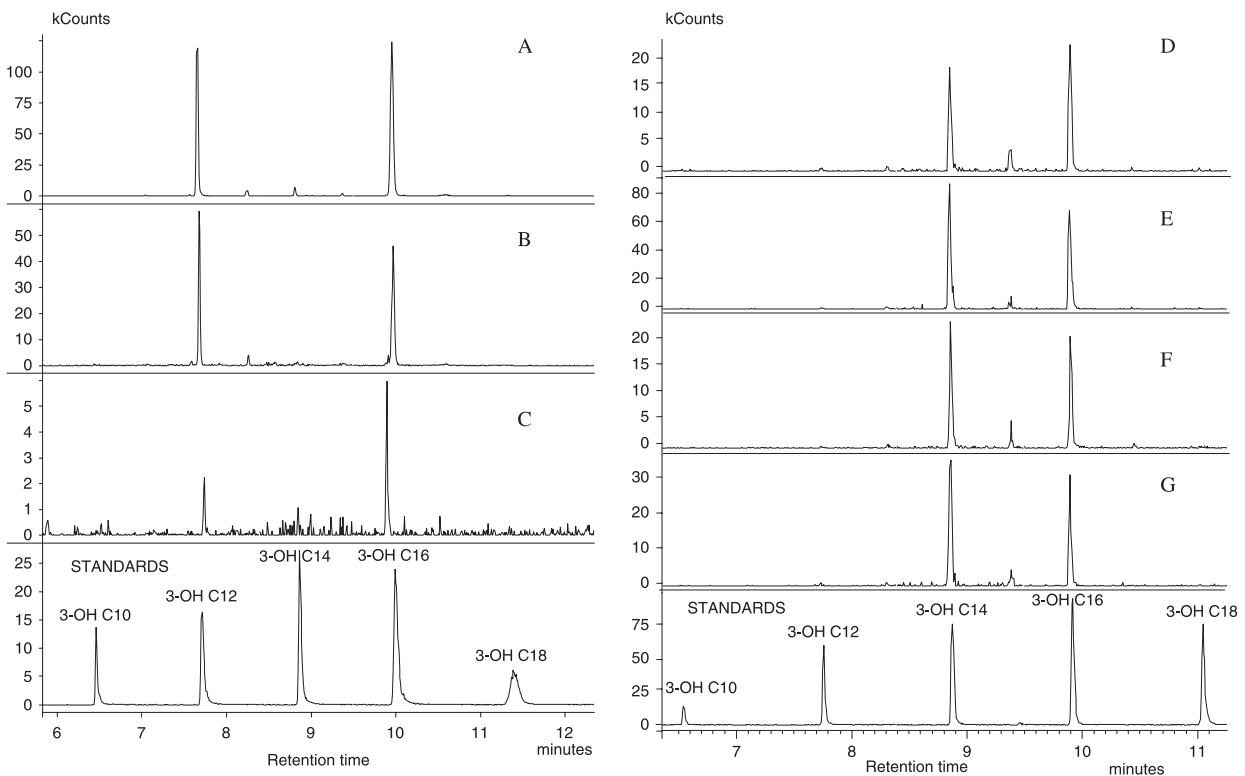 kCounts
A
100
75
50
25
0
B
50
40
30
20
10
0
C
5
4
3
2
1
0
STANDARDS
3-OH C10
3-OH C12
3-OH C14
3-OH C16
3-OH C18
25
20
15
10
5
0
6 7 8 9 10 11 12
Retention time
minutes
kCounts
D
20
15
10
5
0
E
80
60
40
20
0
F
20
15
10
5
0
G
30
20
10
0
STANDARDS
3-OH C10
3-OH C12
3-OH C14
3-OH C16
3-OH C18
75
50
25
0
7 8 9 10 11
Retention time
minutes